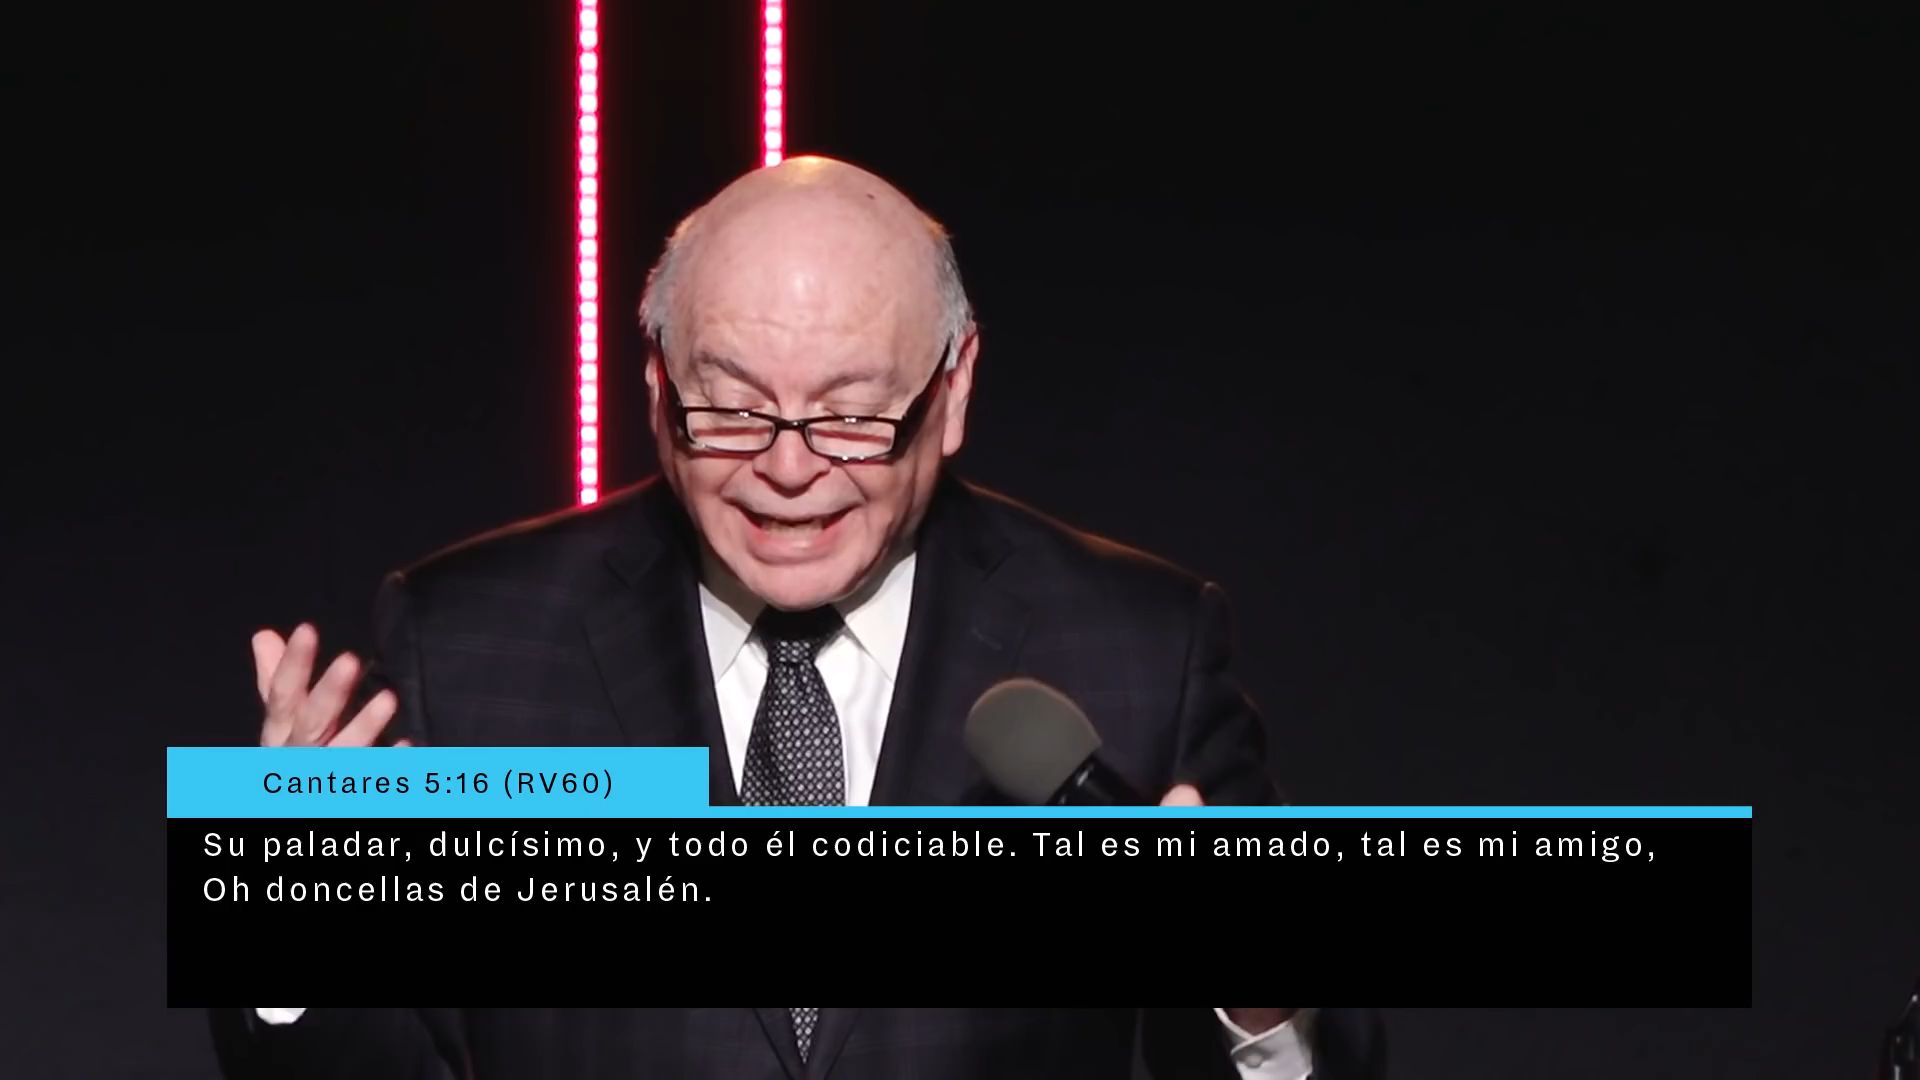 Cantares 5:16 (RV60)
Su paladar, dulcísimo, y todo él codiciable. Tal es mi amado, tal es mi amigo,
Oh doncellas de Jerusalén.